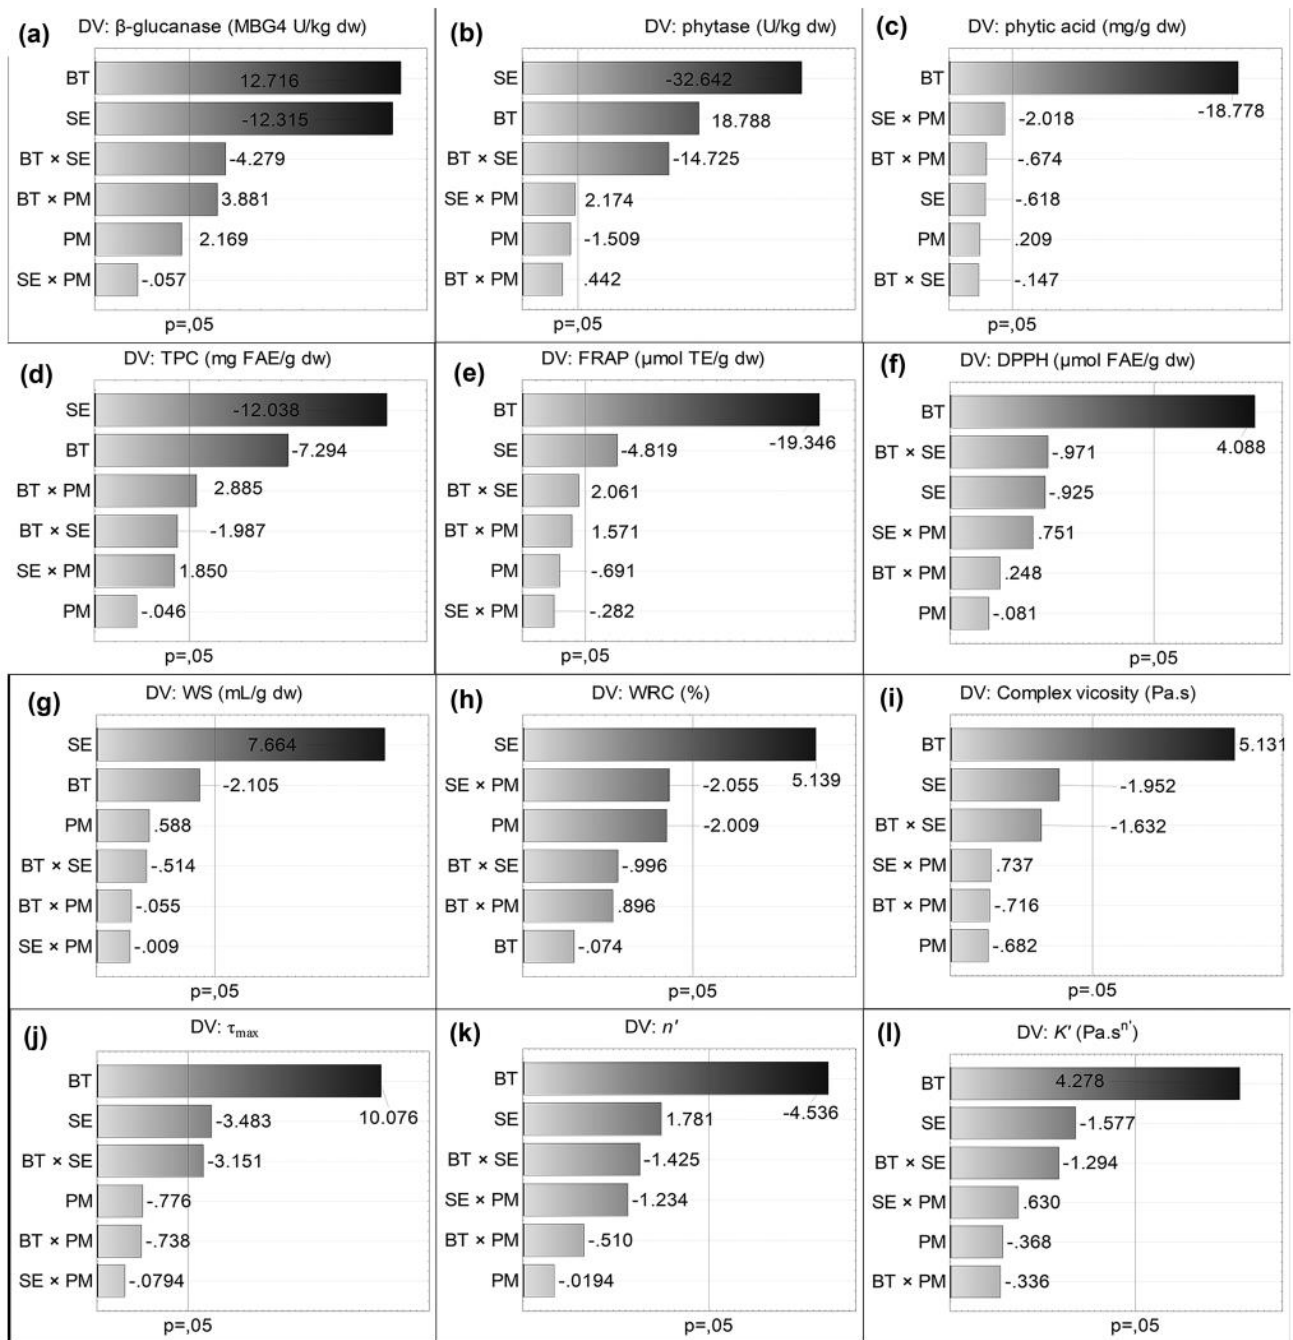 (a) DV: β-glucanase (MBG4 U/kg dw)
BT 12.716
SE -12.315
BT × SE -4.279
BT × PM 3.881
PM 2.169
SE × PM -.057
p=,05
(b) DV: phytase (U/kg dw)
SE -32.642
BT 18.788
BT × SE -14.725
SE × PM 2.174
PM -1.509
BT × PM .442
p=,05
(c) DV: phytic acid (mg/g dw)
BT -18.778
SE × PM -2.018
BT × PM -.674
SE -.618
PM .209
BT × SE -.147
p=,05
(d) DV: TPC (mg FAE/g dw)
SE -12.038
BT -7.294
BT × PM 2.885
BT × SE -1.987
SE × PM 1.850
PM -.046
p=,05
(e) DV: FRAP (µmol TE/g dw)
BT -19.346
SE -4.819
BT × SE 2.061
BT × PM 1.571
PM -.691
SE × PM -.282
p=,05
(f) DV: DPPH (µmol FAE/g dw)
BT 4.088
BT × SE -.971
SE -.925
SE × PM .751
BT × PM .248
PM -.081
p=,05
(g) DV: WS (mL/g dw)
SE 7.664
BT -2.105
PM .588
BT × SE -.514
BT × PM -.055
SE × PM -.009
p=,05
(h) DV: WRC (%)
SE 5.139
SE × PM -2.055
PM -2.009
BT × SE -.996
BT × PM .896
BT -.074
p=,05
(i) DV: Complex vicosity (Pa.s)
BT 5.131
SE -1.952
BT × SE -1.632
SE × PM .737
BT × PM -.716
PM -.682
p=.05
(j) DV: τmax
BT 10.076
SE -3.483
BT × SE -3.151
PM -.776
BT × PM -.738
SE × PM -.0794
p=,05
(k) DV: n'
BT -4.536
SE 1.781
BT × SE -1.425
SE × PM -1.234
BT × PM -.510
PM -.0194
p=,05
(l) DV: K' (Pa.sn')
BT 4.278
SE -1.577
BT × SE -1.294
SE × PM .630
PM -.368
BT × PM -.336
p=,05